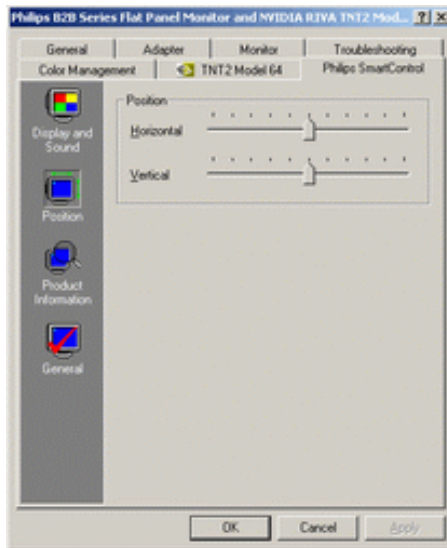 Philips B2B Series Flat Panel Monitor and NVIDIA RIVA TNT2 Mod...
General Adapter Monitor Troubleshooting
Color Management TNT2 Model 64 Philips SmartControl
Display and
Sound
Position
Product
Information
General
Position
Horizontal
Vertical
OK Cancel Apply